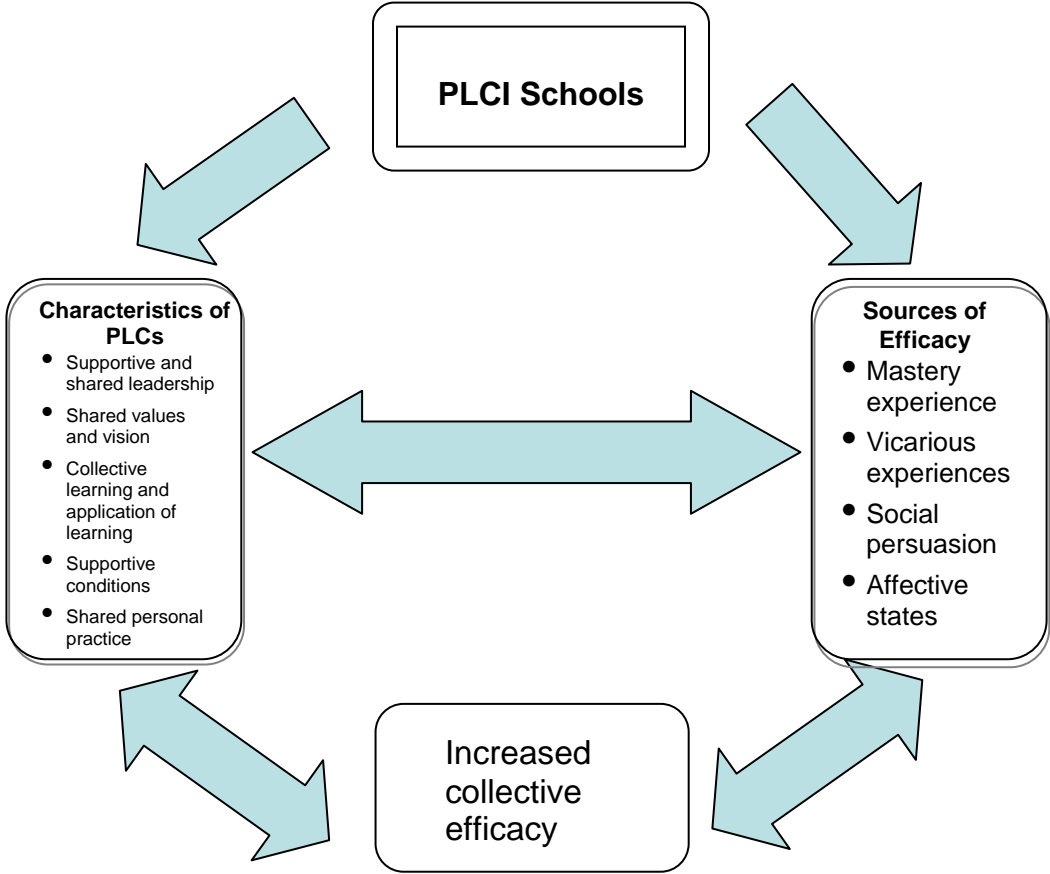 PLCI Schools
Characteristics of
PLCs
• Supportive and
shared leadership
• Shared values
and vision
• Collective
learning and
application of
learning
• Supportive
conditions
• Shared personal
practice
Sources of
Efficacy
• Mastery
experience
• Vicarious
experiences
• Social
persuasion
• Affective
states
Increased
collective
efficacy